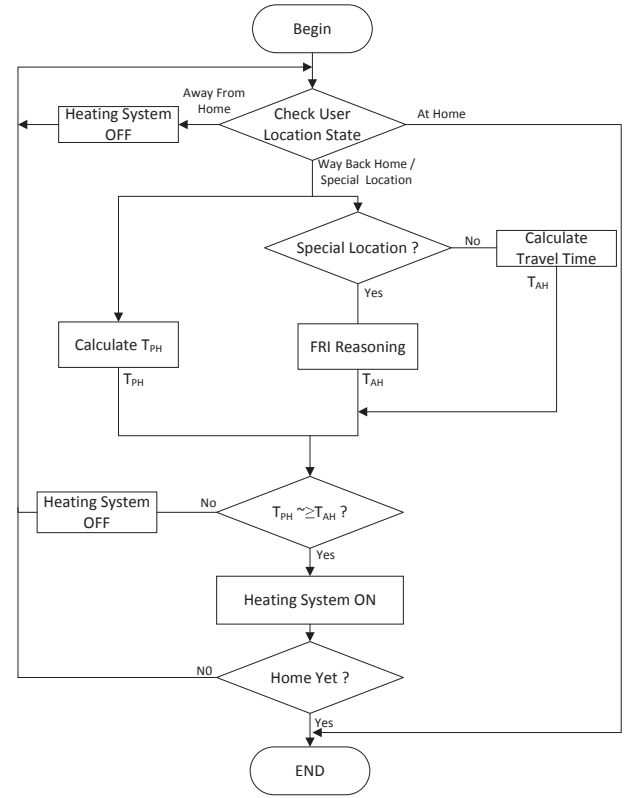 Begin
Away From
Home
Check User
Location State
At Home
Heating System
OFF
Way Back Home /
Special Location
Special Location ?
No
Calculate
Travel Time
Yes
TAH
Calculate TPH
FRI Reasoning
TPH
TAH
Heating System
OFF
No
TPH ~≥TAH ?
Yes
Heating System ON
N0
Home Yet ?
Yes
END